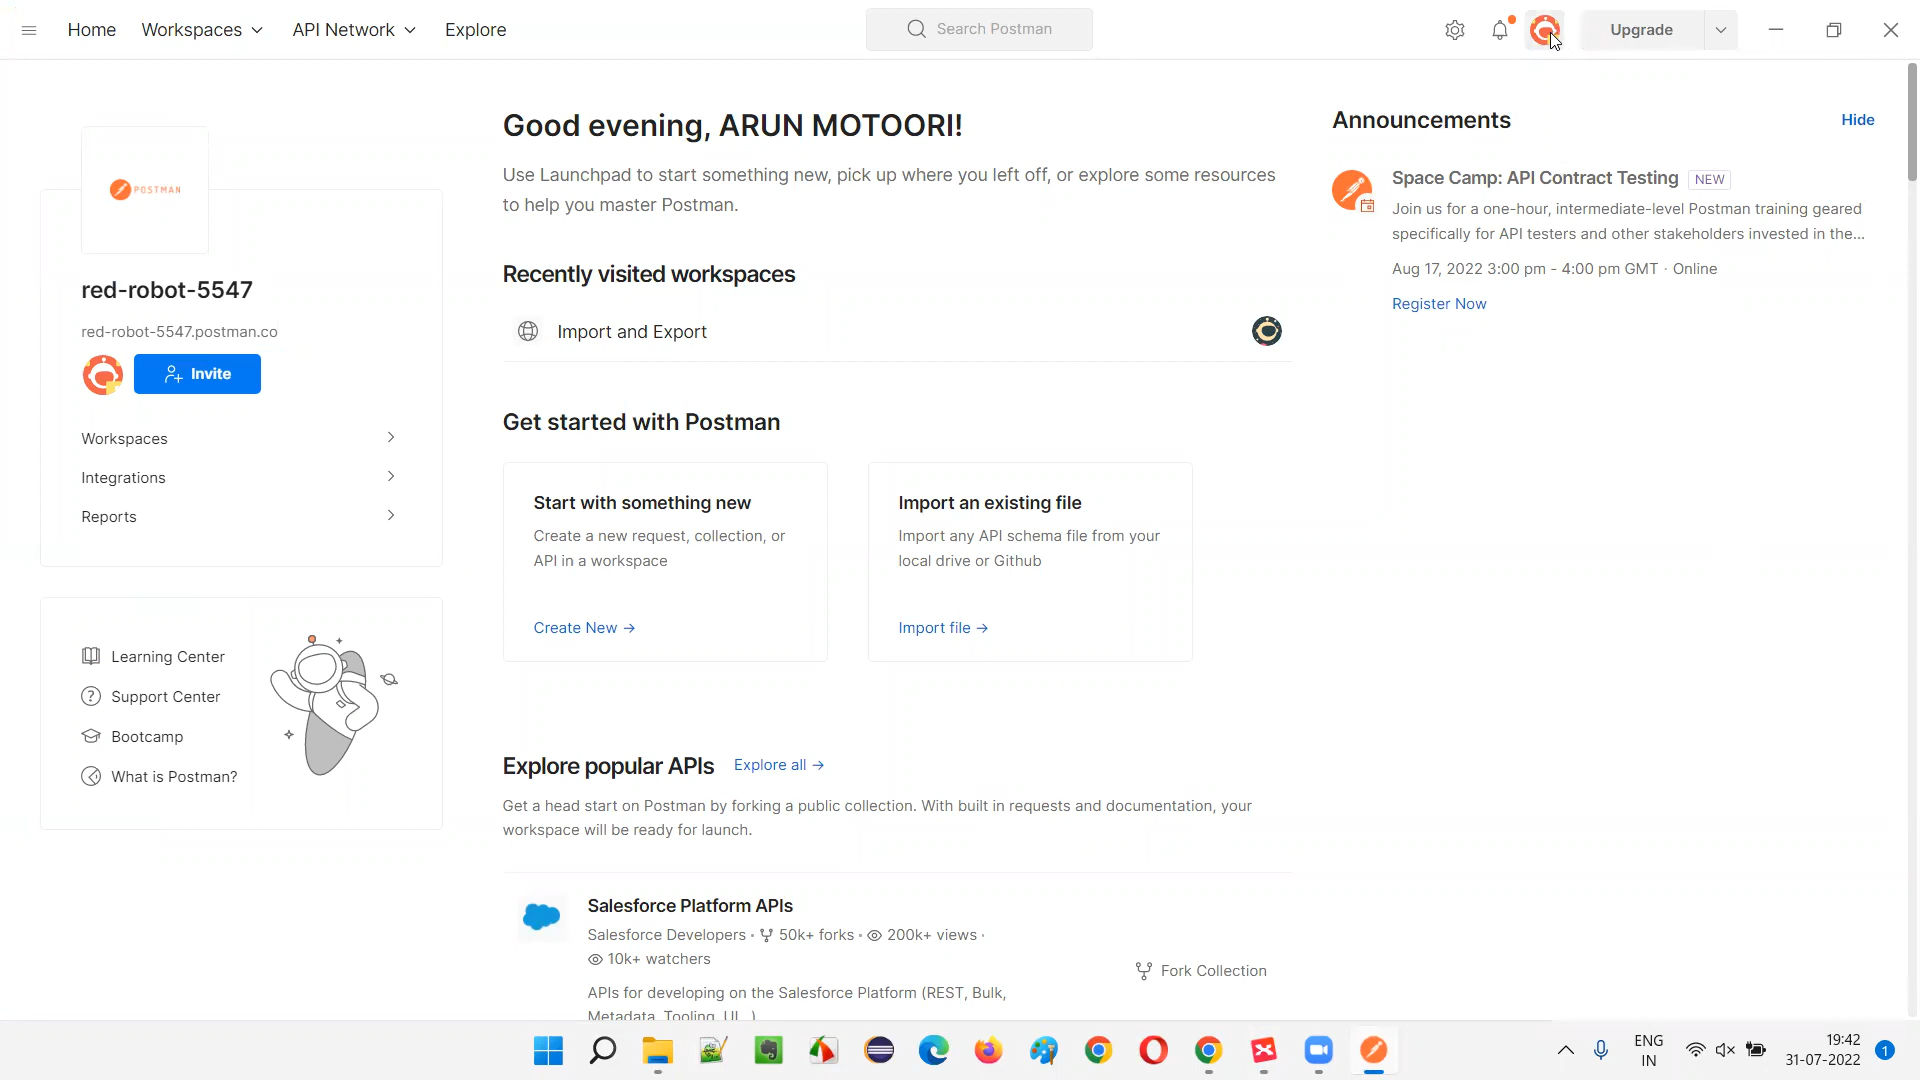 Home Workspaces API Network Explore
Search Postman
Upgrade
POSTMAN
red-robot-5547
red-robot-5547.postman.co
Invite
Workspaces
Integrations
Reports
Learning Center
Support Center
Bootcamp
What is Postman?
Good evening, ARUN MOTOORI!
Use Launchpad to start something new, pick up where you left off, or explore some resources
to help you master Postman.
Recently visited workspaces
Import and Export
Get started with Postman
Start with something new
Create a new request, collection, or
API in a workspace
Create New →
Import an existing file
Import any API schema file from your
local drive or Github
Import file →
Explore popular APIs Explore all →
Get a head start on Postman by forking a public collection. With built in requests and documentation, your
workspace will be ready for launch.
Salesforce Platform APIs
Salesforce Developers · 50k+ forks · 200k+ views ·
10k+ watchers
Fork Collection
APIs for developing on the Salesforce Platform (REST, Bulk,
Metadata, Tooling, UI, ..)
Announcements Hide
Space Camp: API Contract Testing NEW
Join us for a one-hour, intermediate-level Postman training geared
specifically for API testers and other stakeholders invested in the...
Aug 17, 2022 3:00 pm - 4:00 pm GMT · Online
Register Now
ENG
IN
19:42
31-07-2022
1